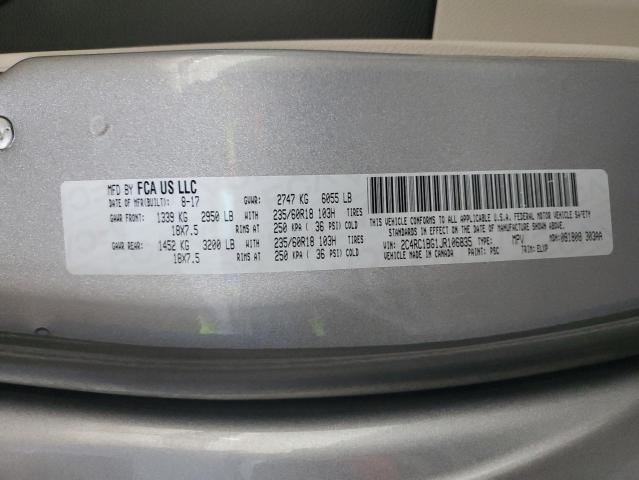 MFD BY FCA US LLC
DATE OF MFR(BUILT): 8-17 GVWR: 2747 KG 6055 LB
GAWR FRONT: 1339 KG 2950 LB WITH 235/60R18 103H TIRES
18X7.5 RIMS AT 250 KPA ( 36 PSI) COLD
GAWR REAR: 1452 KG 3200 LB WITH 235/60R18 103H TIRES
18X7.5 RIMS AT 250 KPA ( 36 PSI) COLD
THIS VEHICLE CONFORMS TO ALL APPLICABLE U.S.A. FEDERAL MOTOR VEHICLE SAFETY
STANDARDS IN EFFECT ON THE DATE OF MANUFACTURE SHOWN ABOVE.
VIN: 2C4RC1BG1JR106835 TYPE: MPV MDH: 081809 303AA
VEHICLE MADE IN CANADA PAINT: PSC TRIM: ELXP